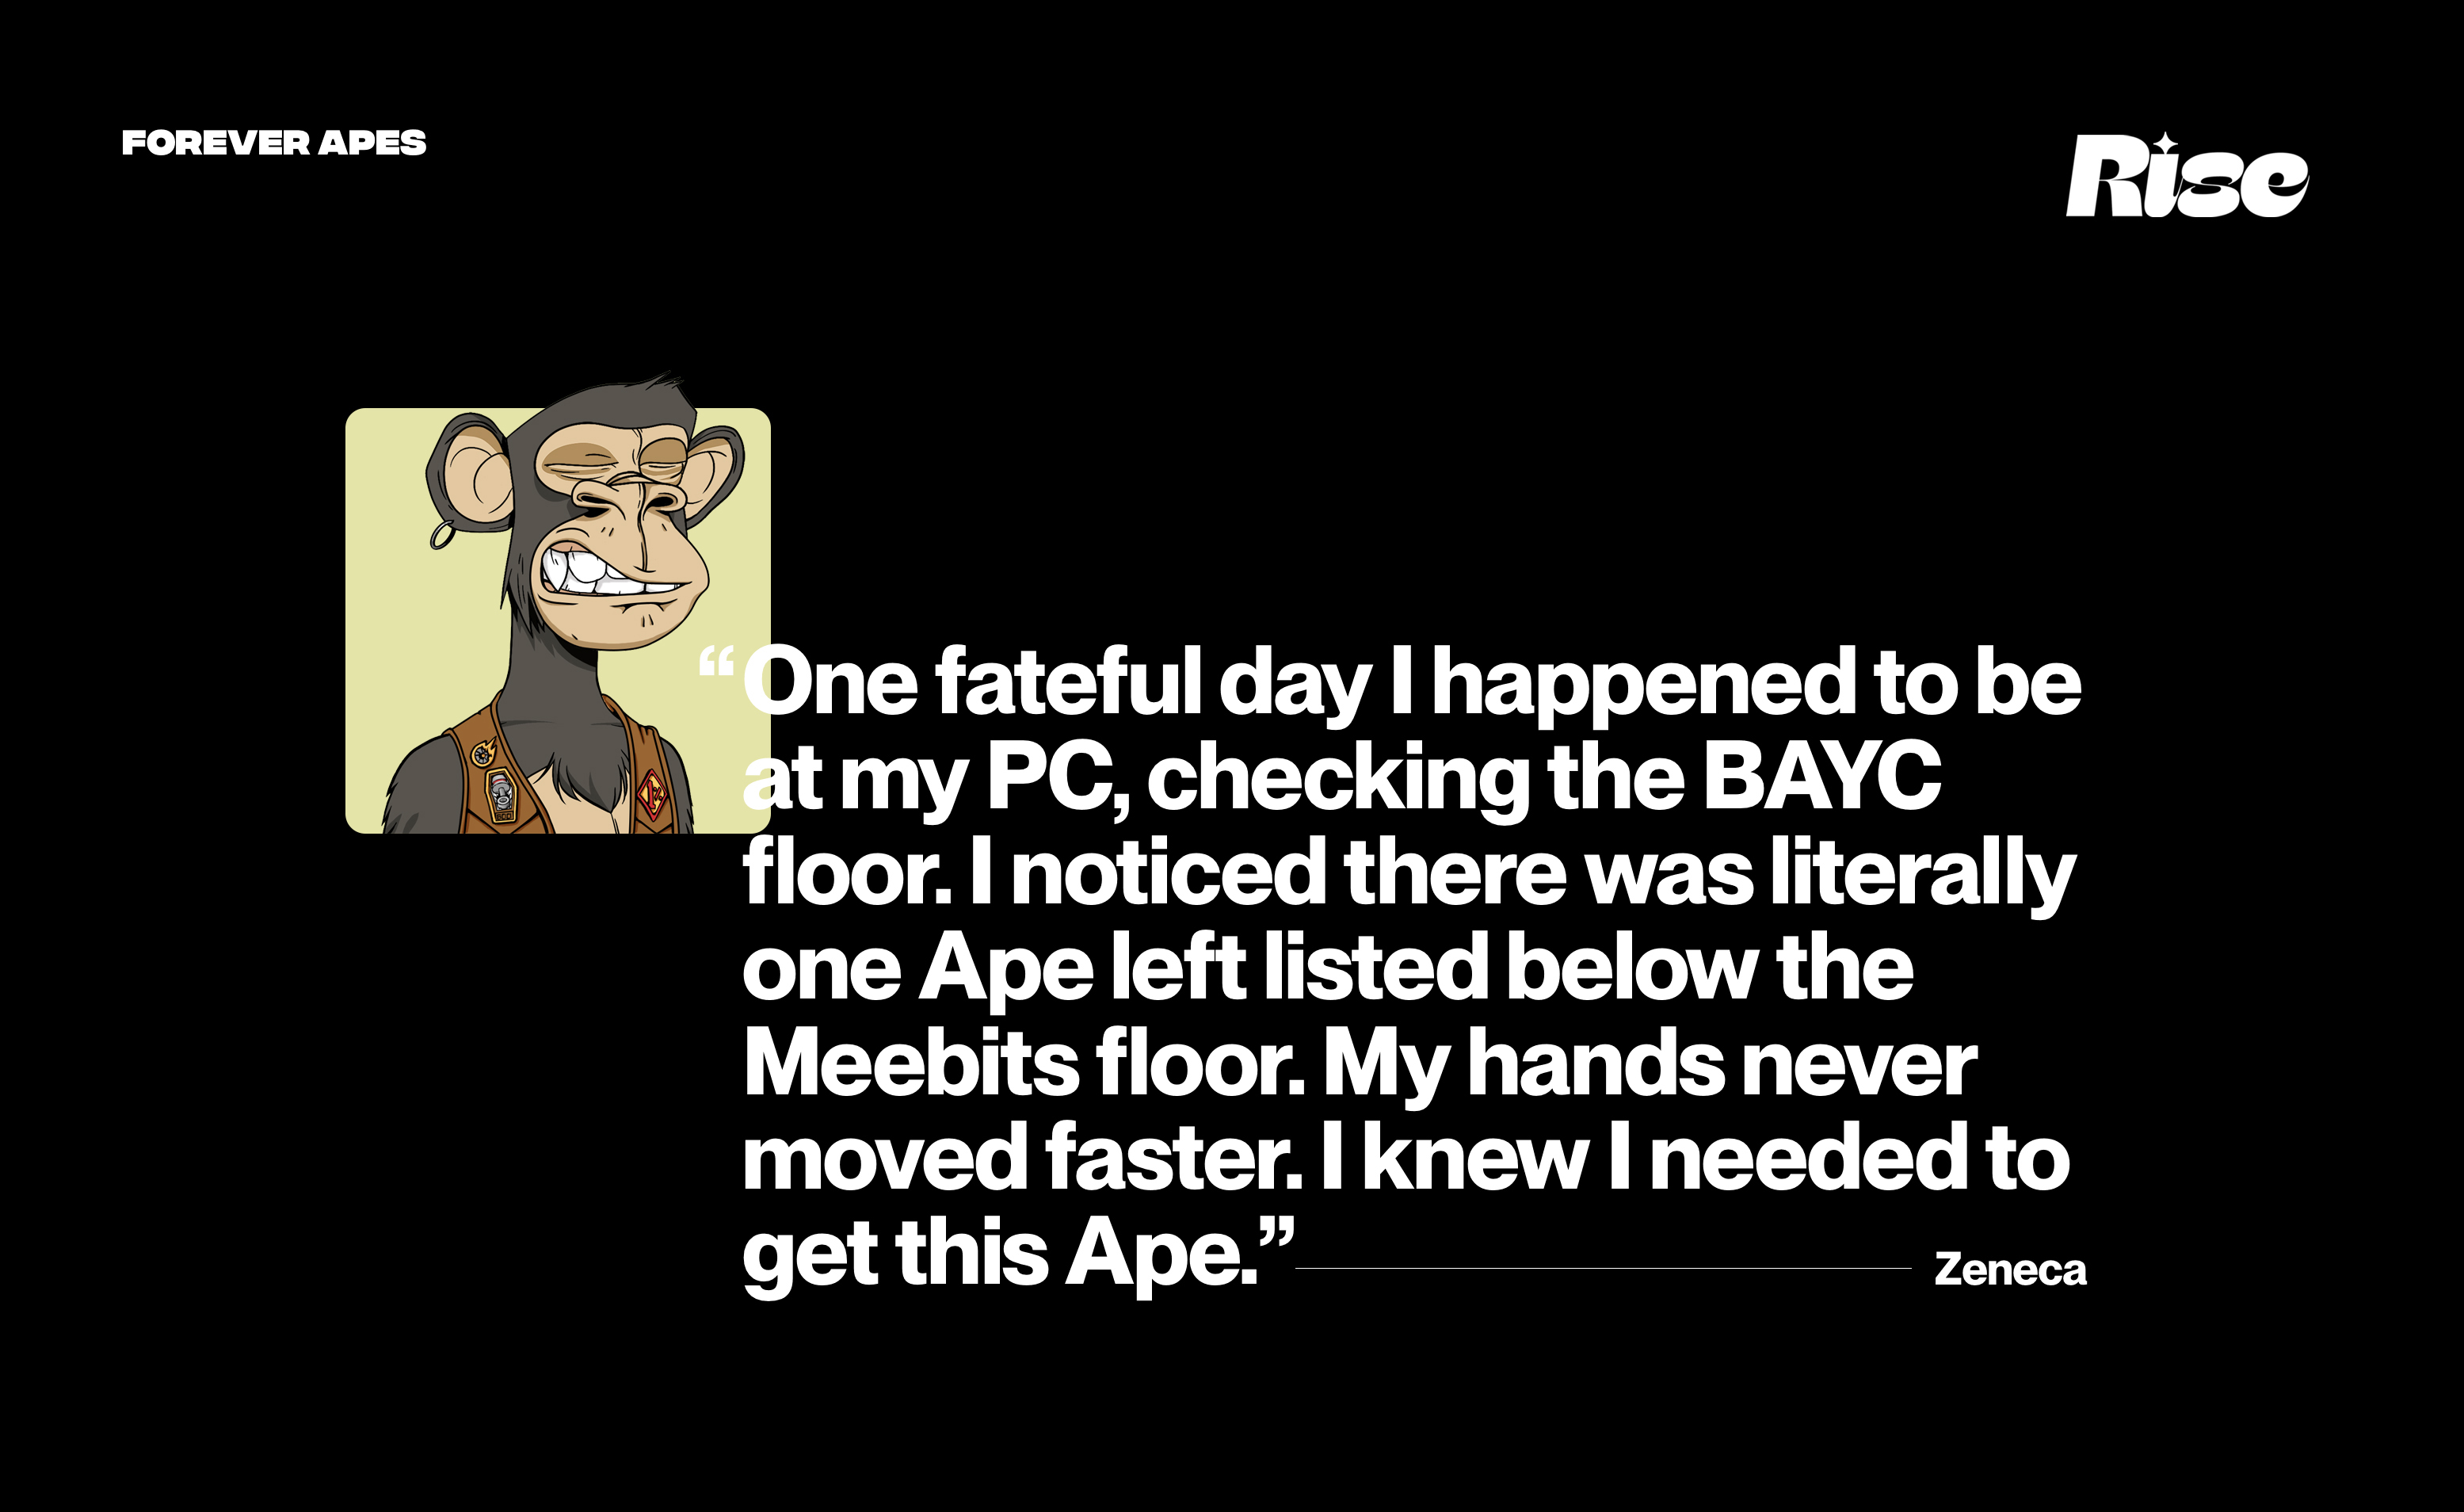 FOREVER APES
Rise
“One fateful day I happened to be
at my PC, checking the BAYC
floor. I noticed there was literally
one Ape left listed below the
Meebits floor. My hands never
moved faster. I knew I needed to
get this Ape.”
Zeneca